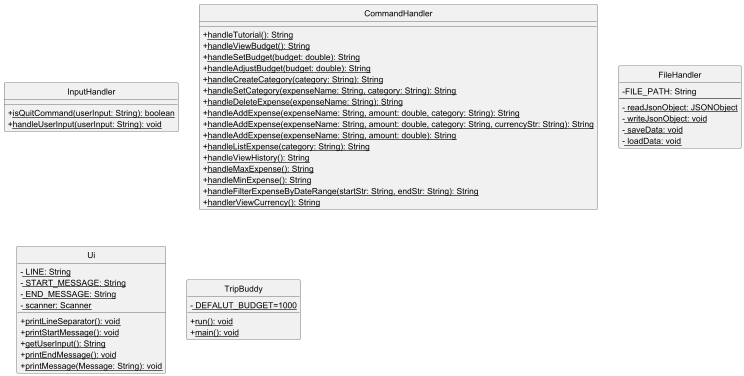 InputHandler
+isQuitCommand(userInput: String): boolean
+handleUserInput(userInput: String): void
CommandHandler
+handleTutorial(): String
+handleViewBudget(): String
+handleSetBudget(budget: double): String
+handleAdjustBudget(budget: double): String
+handleCreateCategory(category: String): String
+handleSetCategory(expenseName: String, category: String): String
+handleDeleteExpense(expenseName: String): String
+handleAddExpense(expenseName: String, amount: double, category: String): String
+handleAddExpense(expenseName: String, amount: double, category: String, currencyStr: String): String
+handleAddExpense(expenseName: String, amount: double): String
+handleListExpense(category: String): String
+handleViewHistory(): String
+handleMaxExpense(): String
+handleMinExpense(): String
+handleFilterExpenseByDateRange(startStr: String, endStr: String): String
+handlerViewCurrency(): String
FileHandler
-FILE_PATH: String
- readJsonObject: JSONObject
- writeJsonObject: void
- saveData: void
- loadData: void
Ui
- LINE: String
- START_MESSAGE: String
- END_MESSAGE: String
- scanner: Scanner
+printLineSeparator(): void
+printStartMessage(): void
+getUserInput(): String
+printEndMessage(): void
+printMessage(Message: String): void
TripBuddy
- DEFALUT_BUDGET=1000
+run(): void
+main(): void